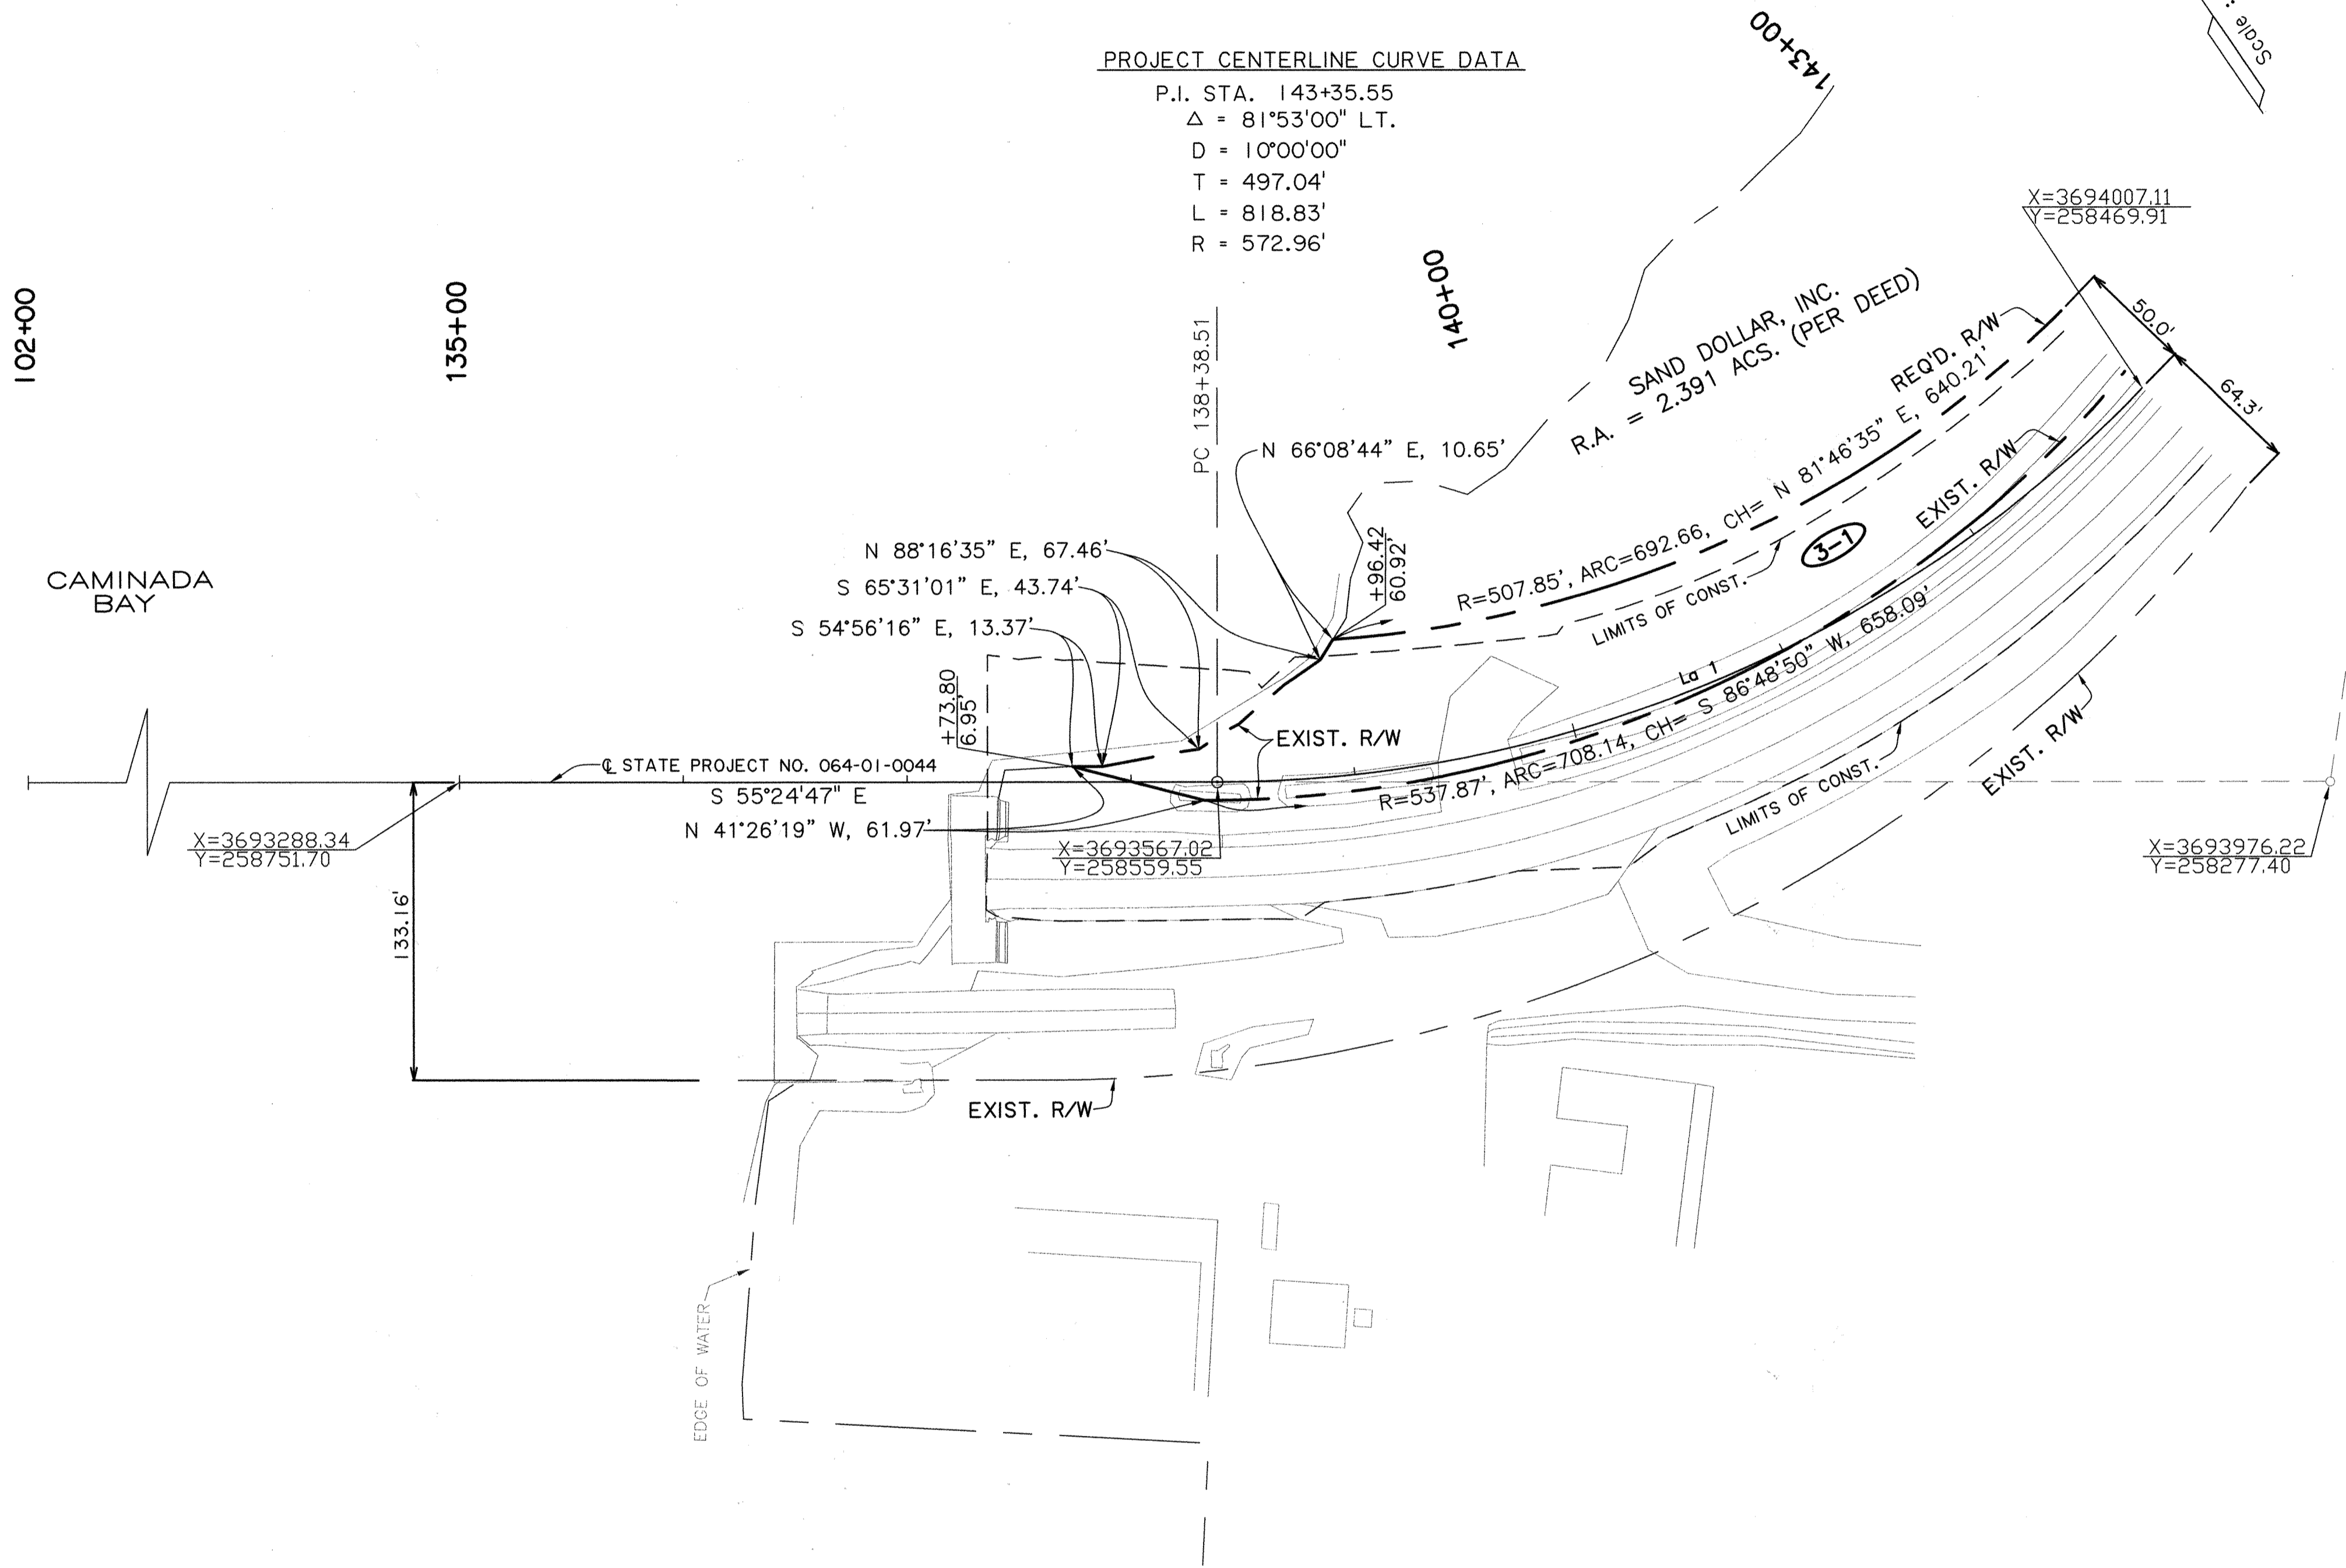 Scale :
143+00
PROJECT CENTERLINE CURVE DATA
P.I. STA. 143+35.55
Δ = 81°53'00" LT.
D = 10°00'00"
T = 497.04'
L = 818.83'
R = 572.96'
X=3694007.11
Y=258469.91
102+00
135+00
PC 138+38.51
140+00
SAND DOLLAR, INC.
R.A. = 2.391 ACS. (PER DEED)
REQ'D. R/W
50.0'
64.3'
N 66°08'44" E, 10.65'
+96.42
60.92'
R=507.85', ARC=692.66, CH= N 81°46'35" E, 640.21'
EXIST. R/W
3-1
LIMITS OF CONST.
N 88°16'35" E, 67.46'
S 65°31'01" E, 43.74'
S 54°56'16" E, 13.37'
CAMINADA
BAY
+73.80
6.95'
La 1
EXIST. R/W
R=537.87', ARC=708.14, CH= S 86°48'50" W, 658.09'
℄ STATE PROJECT NO. 064-01-0044
S 55°24'47" E
N 41°26'19" W, 61.97'
LIMITS OF CONST.
EXIST. R/W
X=3693288.34
Y=258751.70
X=3693567.02
Y=258559.55
X=3693976.22
Y=258277.40
133.16'
EXIST. R/W
EDGE OF WATER